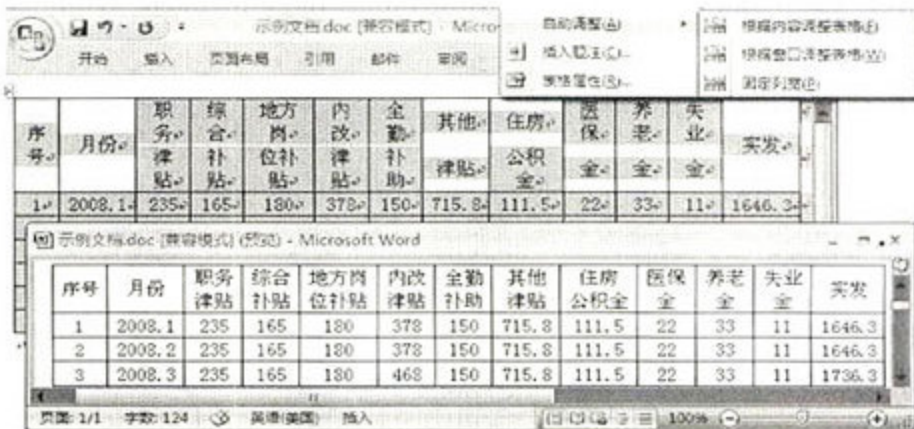 示例文档.doc [兼容模式] - Micro
自动调整(A)
根据内容调整表格(F)
开始 插入 页面布局 引用 邮件 审阅
插入题注(C)...
根据窗口调整表格(W)
表格属性(R)...
固定列宽(P)
序号 月份 职务津贴 综合补贴 地方岗位补贴 内改津贴 全勤补助 其他津贴 住房公积金 医保金 养老金 失业金 实发
1 2008.1 235 165 180 378 150 715.8 111.5 22 33 11 1646.3
示例文档.doc [兼容模式] (预览) - Microsoft Word
序号 月份 职务津贴 综合补贴 地方岗位补贴 内改津贴 全勤补助 其他津贴 住房公积金 医保金 养老金 失业金 实发
1 2008.1 235 165 180 378 150 715.8 111.5 22 33 11 1646.3
2 2008.2 235 165 180 378 150 715.8 111.5 22 33 11 1646.3
3 2008.3 235 165 180 468 150 715.8 111.5 22 33 11 1736.3
页面: 1/1 字数: 124 英语(美国) 插入 100%